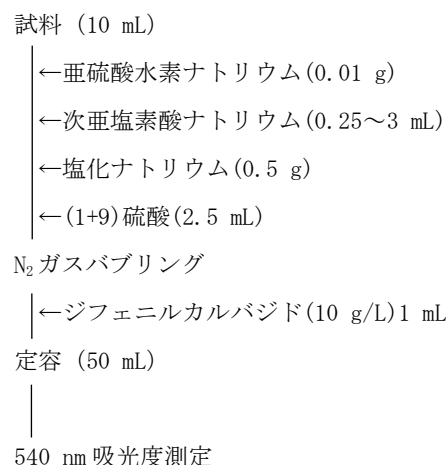 試料 (10 mL)
←亜硫酸水素ナトリウム(0.01 g)
←次亜塩素酸ナトリウム(0.25～3 mL)
←塩化ナトリウム(0.5 g)
←(1+9)硫酸(2.5 mL)
N₂ガスバブリング
←ジフェニルカルバジド(10 g/L)1 mL
定容 (50 mL)
540 nm 吸光度測定